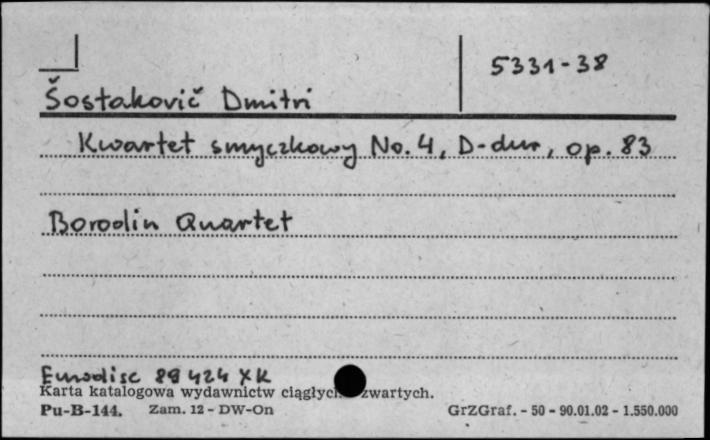 5331-38
Šostakovič Dmitri
Kwartet smyczkowy No. 4, D-dur, op. 83
Borodin Quartet
Eurodisc 89 424 XK
Karta katalogowa wydawnictw ciągłych zwartych.
Pu-B-144. Zam. 12 - DW-On GrZGraf. - 50 - 90.01.02 - 1.550.000